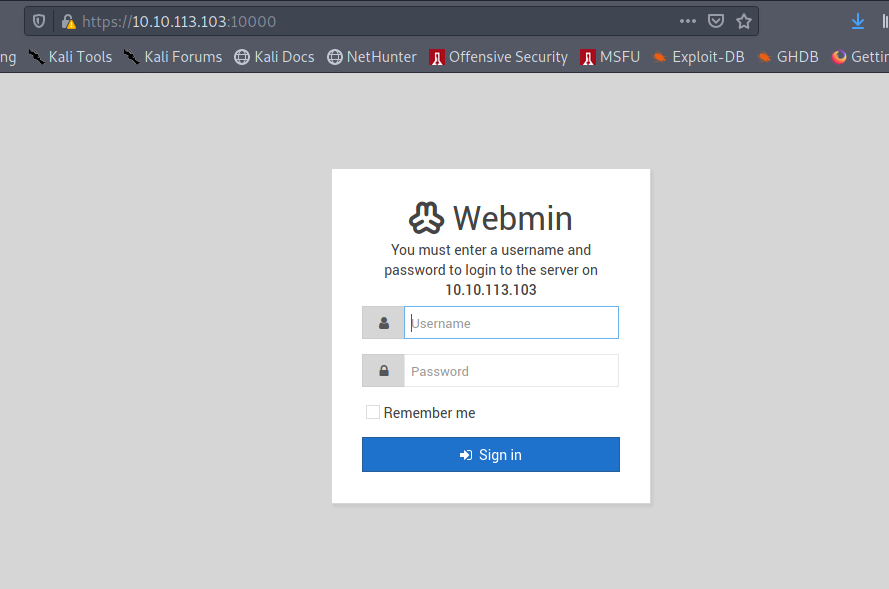 https://10.10.113.103:10000
ng Kali Tools Kali Forums Kali Docs NetHunter Offensive Security MSFU Exploit-DB GHDB Gettin
Webmin
You must enter a username and
password to login to the server on
10.10.113.103
Username
Password
Remember me
Sign in